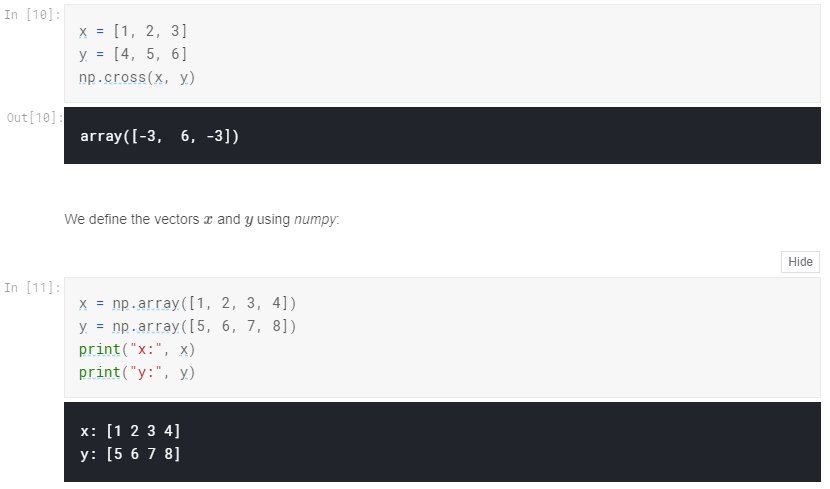 In [10]:
x = [1, 2, 3]
y = [4, 5, 6]
np.cross(x, y)
Out[10]:
array([-3,  6, -3])
We define the vectors x and y using numpy:
Hide
In [11]:
x = np.array([1, 2, 3, 4])
y = np.array([5, 6, 7, 8])
print("x:", x)
print("y:", y)
x: [1 2 3 4]
y: [5 6 7 8]